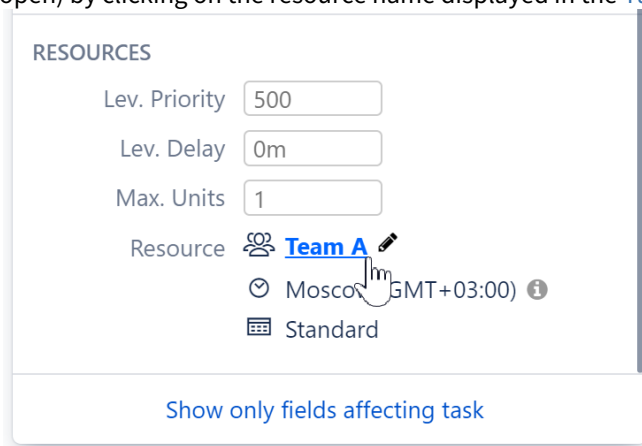 open) by clicking on the resource name displayed in the
RESOURCES
Lev. Priority 500
Lev. Delay 0m
Max. Units 1
Resource Team A
GMT+03:00)
Standard
Show only fields affecting task